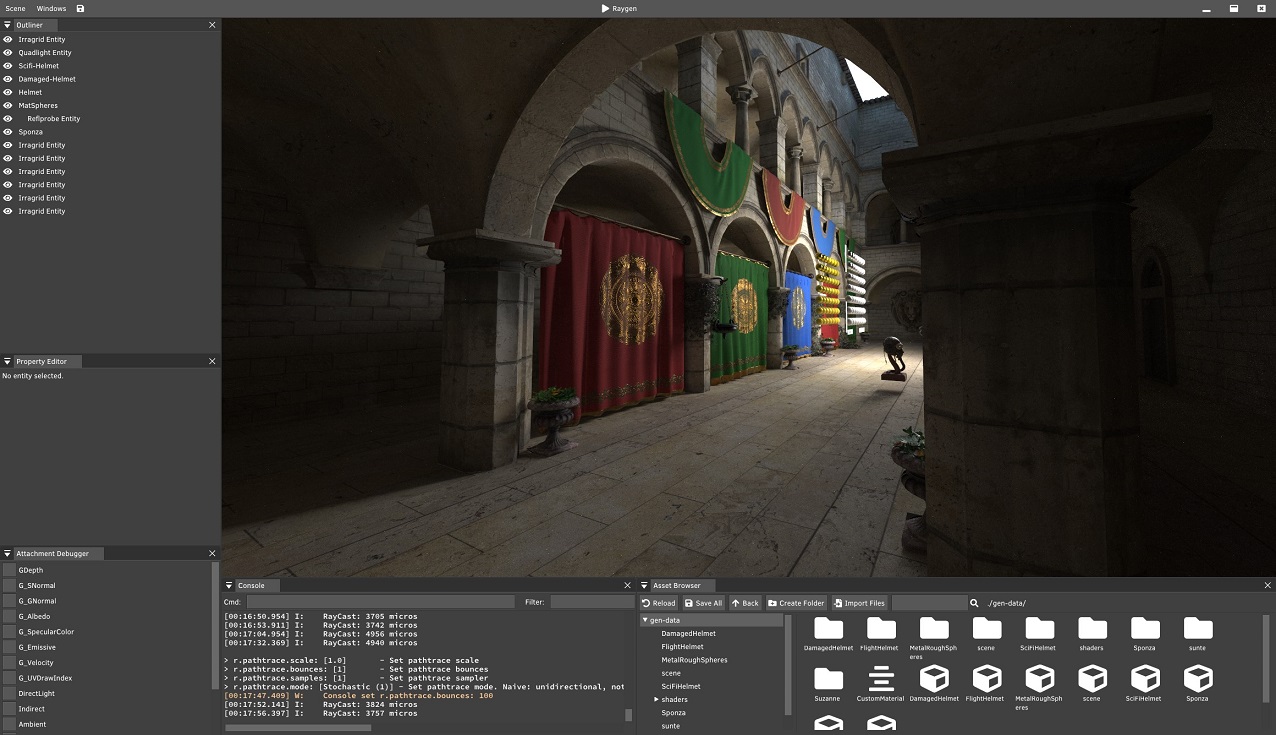 Scene Windows Raygen
Outliner
Irragrid Entity
Quadlight Entity
Scifi-Helmet
Damaged-Helmet
Helmet
MatSpheres
Reflprobe Entity
Sponza
Irragrid Entity
Irragrid Entity
Irragrid Entity
Irragrid Entity
Irragrid Entity
Irragrid Entity
Property Editor
No entity selected.
Attachment Debugger
GDepth
G_SNormal
G_GNormal
G_Albedo
G_SpecularColor
G_Emissive
G_Velocity
G_UVDrawIndex
DirectLight
Indirect
Ambient
Console
Cmd: Filter:
[00:16:50.954] I: RayCast: 3705 micros
[00:16:53.911] I: RayCast: 3742 micros
[00:17:04.954] I: RayCast: 4956 micros
[00:17:32.369] I: RayCast: 4940 micros
> r.pathtrace.scale: [1.0] - Set pathtrace scale
> r.pathtrace.bounces: [1] - Set pathtrace bounces
> r.pathtrace.samples: [1] - Set pathtrace sampler
> r.pathtrace.mode: [Stochastic (1)] - Set pathtrace mode. Naive: unidirectional, not
[00:17:47.409] W: Console set r.pathtrace.bounces: 100
[00:17:52.141] I: RayCast: 3824 micros
[00:17:56.397] I: RayCast: 3757 micros
Asset Browser
Reload Save All Back Create Folder Import Files ./gen-data/
gen-data
DamagedHelmet
FlightHelmet
MetalRoughSpheres
scene
SciFiHelmet
shaders
Sponza
sunte
DamagedHelmet FlightHelmet MetalRoughSph scene SciFiHelmet shaders Sponza sunte
eres
Suzanne CustomMaterial DamagedHelmet FlightHelmet MetalRoughSph scene SciFiHelmet Sponza
eres